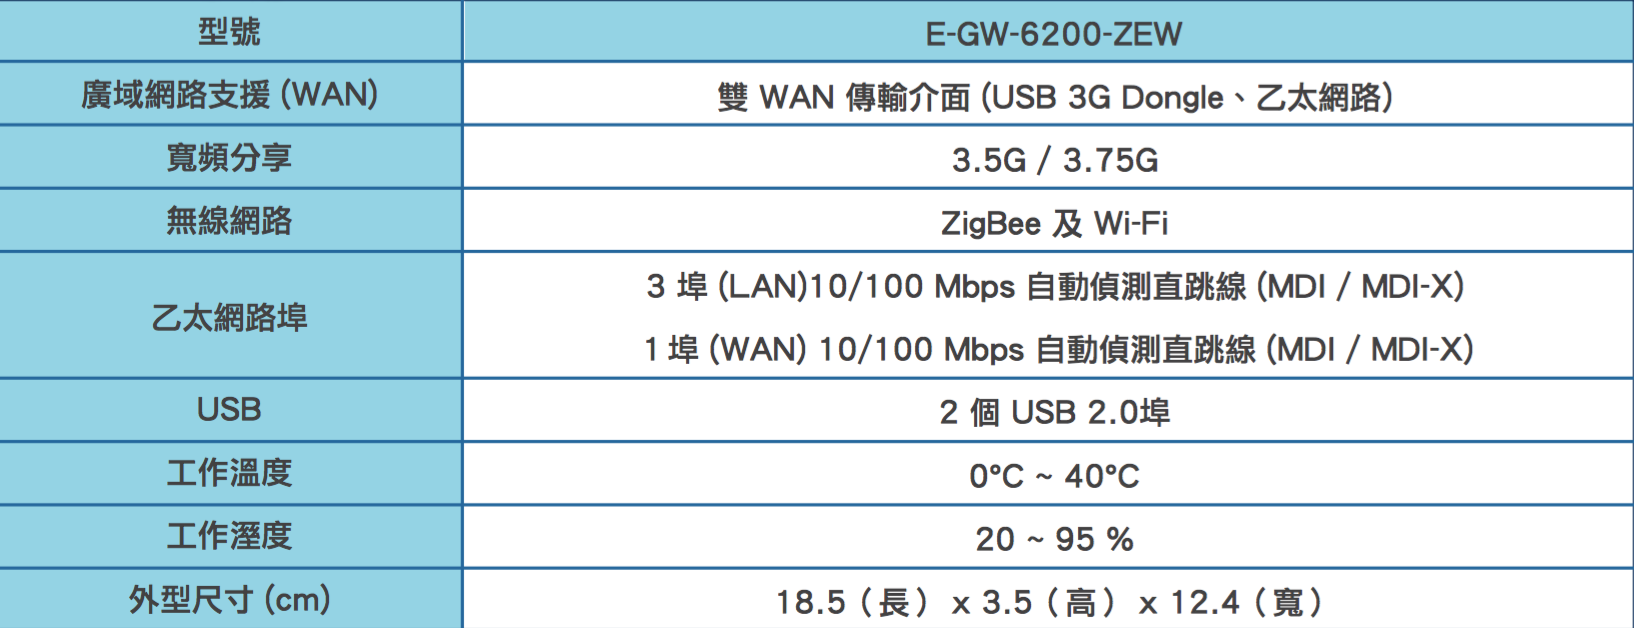 型號
E-GW-6200-ZEW
廣域網路支援 (WAN)
雙 WAN 傳輸介面 (USB 3G Dongle、乙太網路)
寬頻分享
3.5G / 3.75G
無線網路
ZigBee 及 Wi-Fi
乙太網路埠
3 埠 (LAN)10/100 Mbps 自動偵測直跳線 (MDI / MDI-X)
1 埠 (WAN) 10/100 Mbps 自動偵測直跳線 (MDI / MDI-X)
USB
2 個 USB 2.0埠
工作溫度
0°C ~ 40°C
工作溼度
20 ~ 95 %
外型尺寸 (cm)
18.5（長） x 3.5（高） x 12.4（寬）